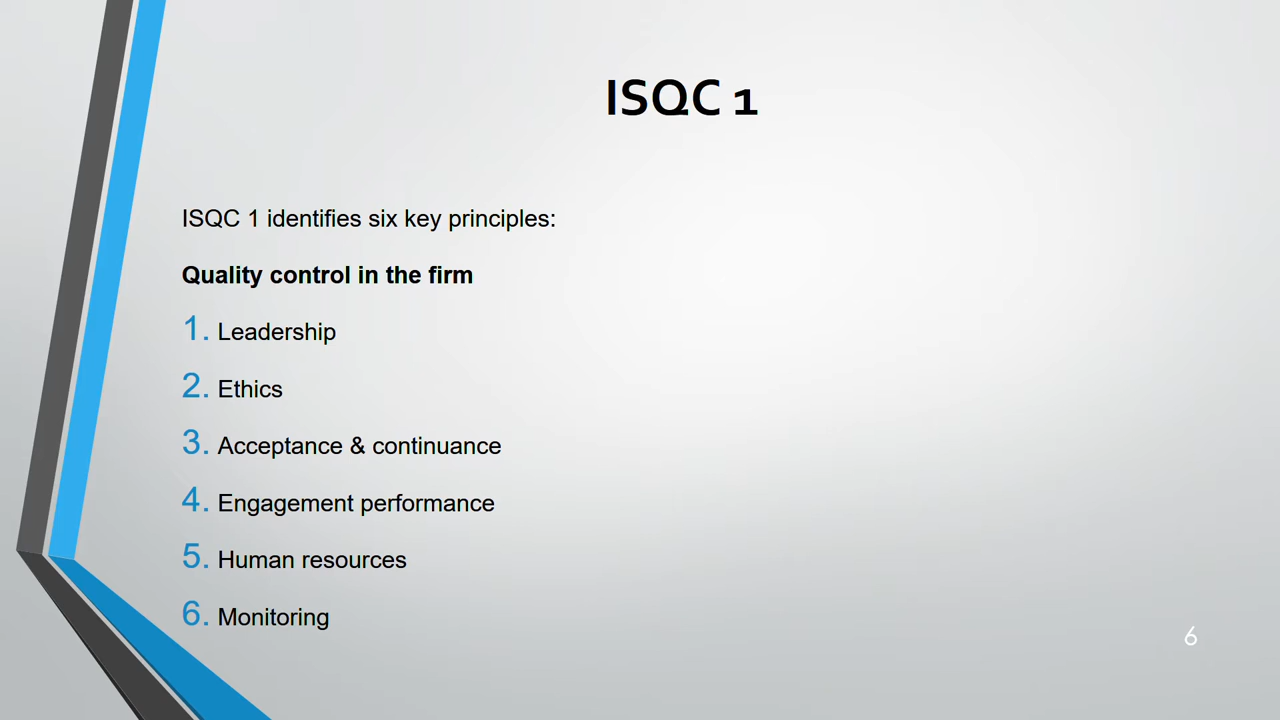 ISQC 1
ISQC 1 identifies six key principles:
Quality control in the firm
1. Leadership
2. Ethics
3. Acceptance & continuance
4. Engagement performance
5. Human resources
6. Monitoring
6